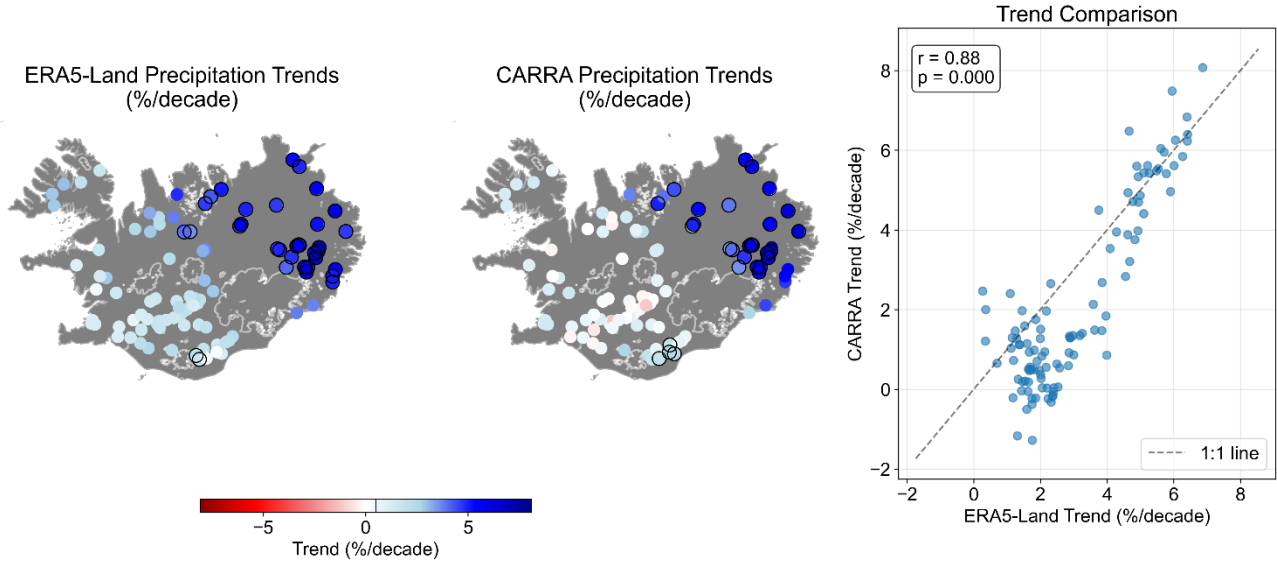 ERA5-Land Precipitation Trends
(%/decade)
CARRA Precipitation Trends
(%/decade)
−5
0
5
Trend (%/decade)
Trend Comparison
r = 0.88
p = 0.000
8
6
4
2
0
−2
CARRA Trend (%/decade)
1:1 line
−2
0
2
4
6
8
ERA5-Land Trend (%/decade)